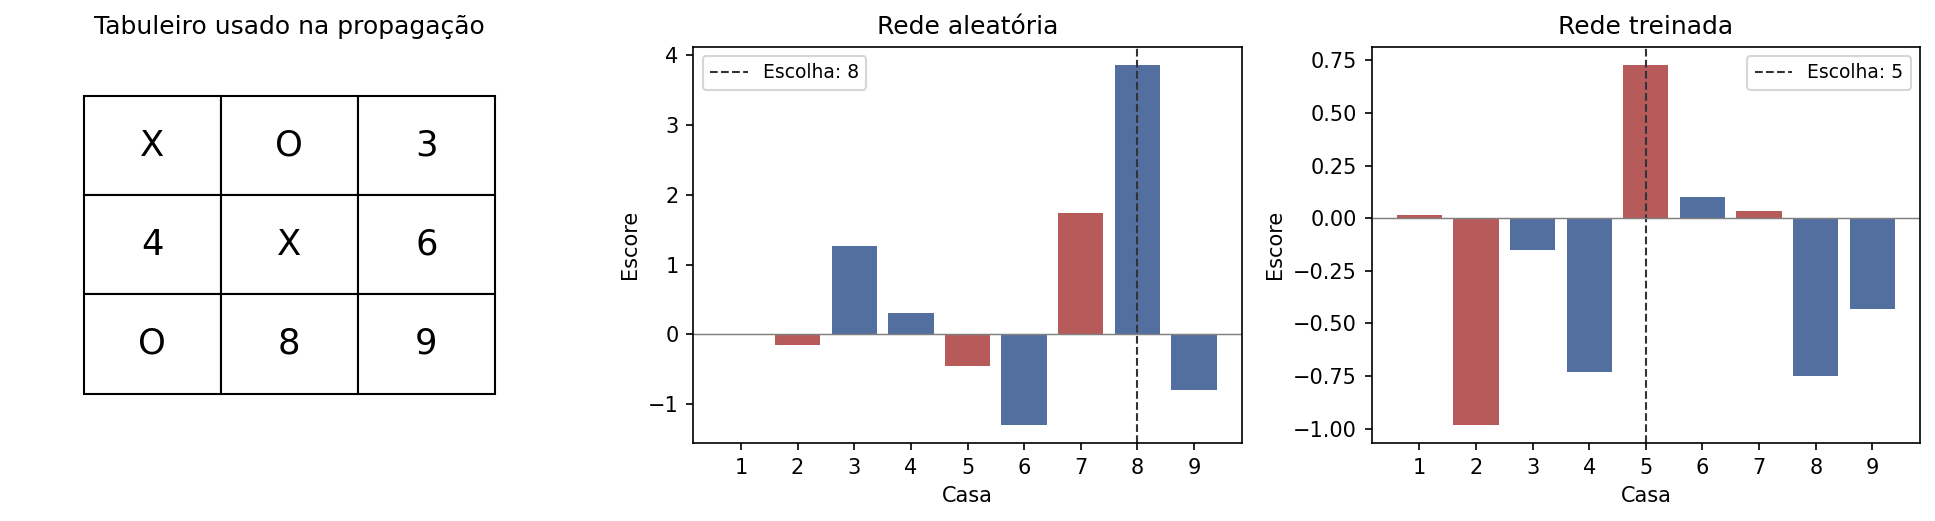 Tabuleiro usado na propagação
X O 3
4 X 6
O 8 9
Rede aleatória
Escolha: 8
Escore
4
3
2
1
0
−1
1 2 3 4 5 6 7 8 9
Casa
Rede treinada
Escolha: 5
Escore
0.75
0.50
0.25
0.00
−0.25
−0.50
−0.75
−1.00
1 2 3 4 5 6 7 8 9
Casa